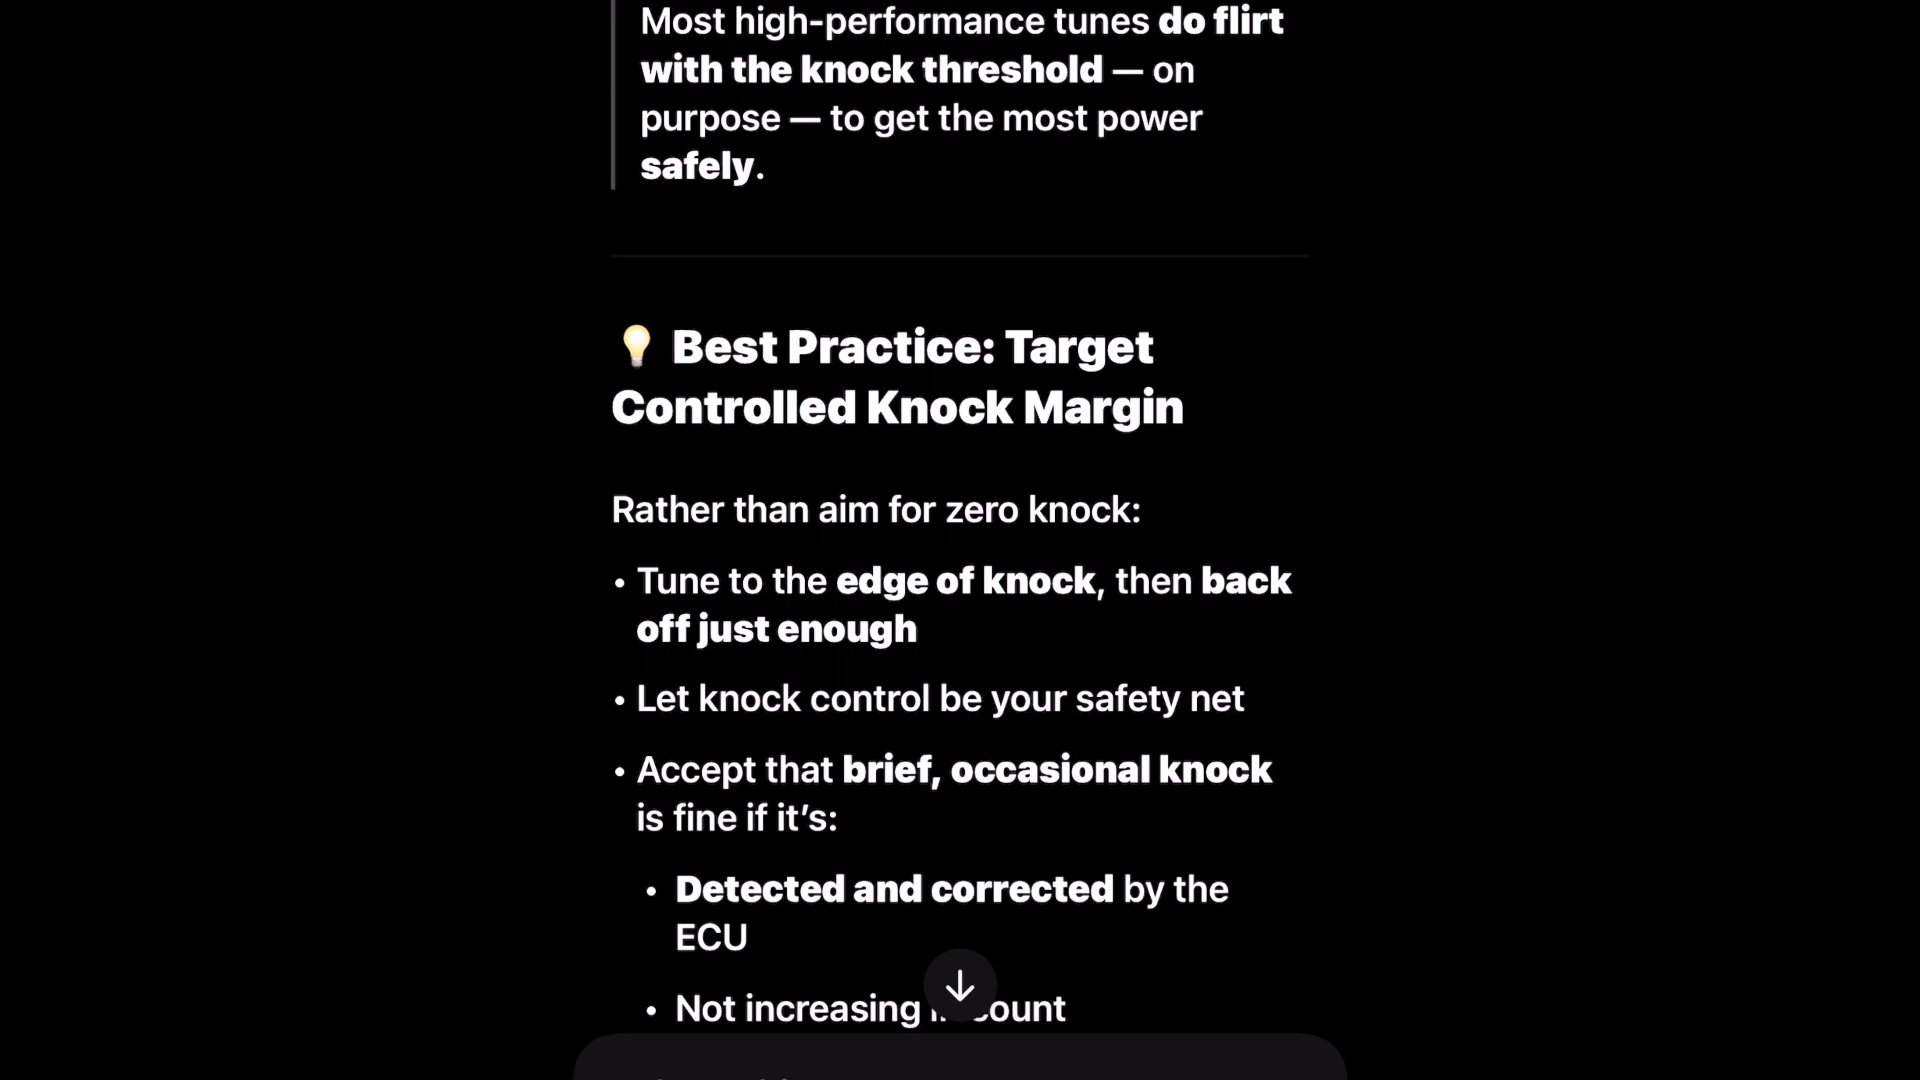 Most high-performance tunes do flirt
with the knock threshold — on
purpose — to get the most power
safely.
💡 Best Practice: Target
Controlled Knock Margin
Rather than aim for zero knock:
• Tune to the edge of knock, then back
off just enough
• Let knock control be your safety net
• Accept that brief, occasional knock
is fine if it’s:
• Detected and corrected by the
ECU
• Not increasing